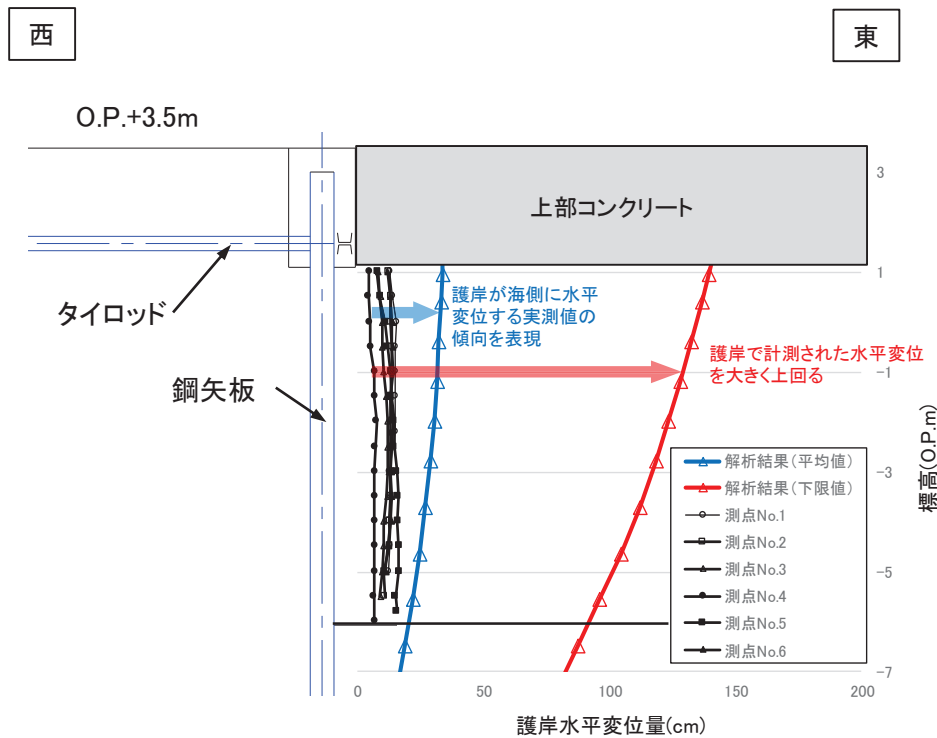 西
東
O.P.+3.5m
上部コンクリート
タイロッド
鋼矢板
護岸が海側に水平
変位する実測値の
傾向を表現
護岸で計測された水平変位
を大きく上回る
3
1
-1
-3
-5
-7
標高(O.P.m)
解析結果(平均値)
解析結果(下限値)
測点No.1
測点No.2
測点No.3
測点No.4
測点No.5
測点No.6
0
50
100
150
200
護岸水平変位量(cm)